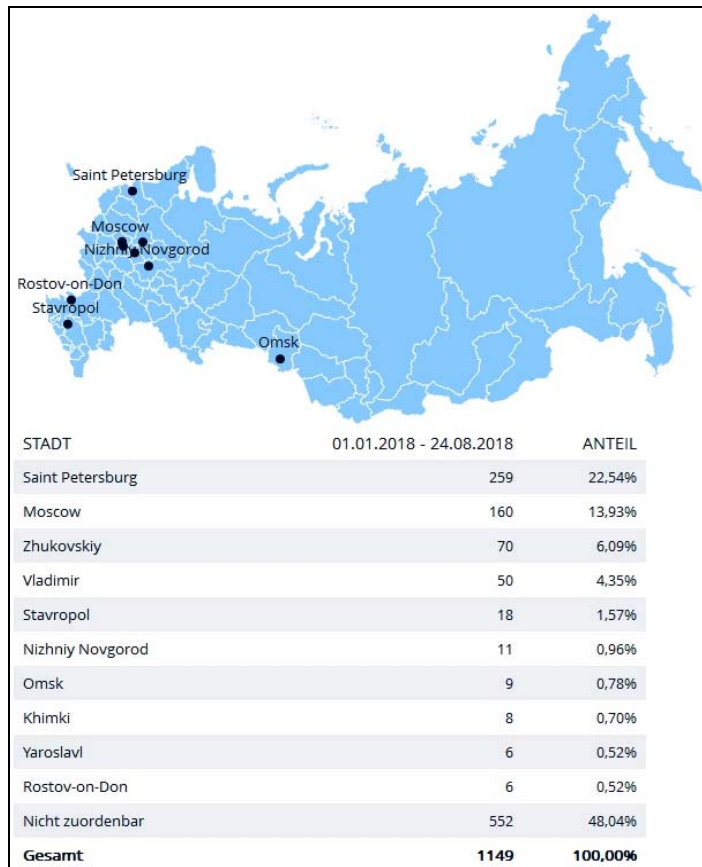 Saint Petersburg
Moscow
Nizhniy Novgorod
Rostov-on-Don
Stavropol
Omsk
STADT 01.01.2018 - 24.08.2018 ANTEIL
Saint Petersburg 259 22,54%
Moscow 160 13,93%
Zhukovskiy 70 6,09%
Vladimir 50 4,35%
Stavropol 18 1,57%
Nizhniy Novgorod 11 0,96%
Omsk 9 0,78%
Khimki 8 0,70%
Yaroslavl 6 0,52%
Rostov-on-Don 6 0,52%
Nicht zuordenbar 552 48,04%
Gesamt 1149 100,00%